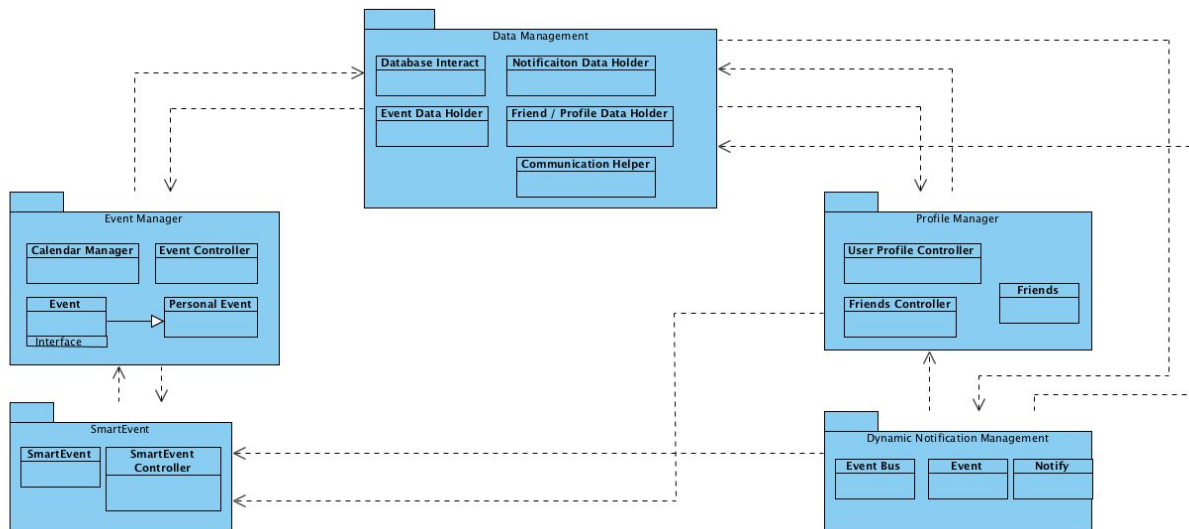 Data Management
Database Interact
Notificaiton Data Holder
Event Data Holder
Friend / Profile Data Holder
Communication Helper
Event Manager
Calendar Manager
Event Controller
Event
Personal Event
Interface
Profile Manager
User Profile Controller
Friends
Friends Controller
SmartEvent
SmartEvent
SmartEvent
Controller
Dynamic Notification Management
Event Bus
Event
Notify